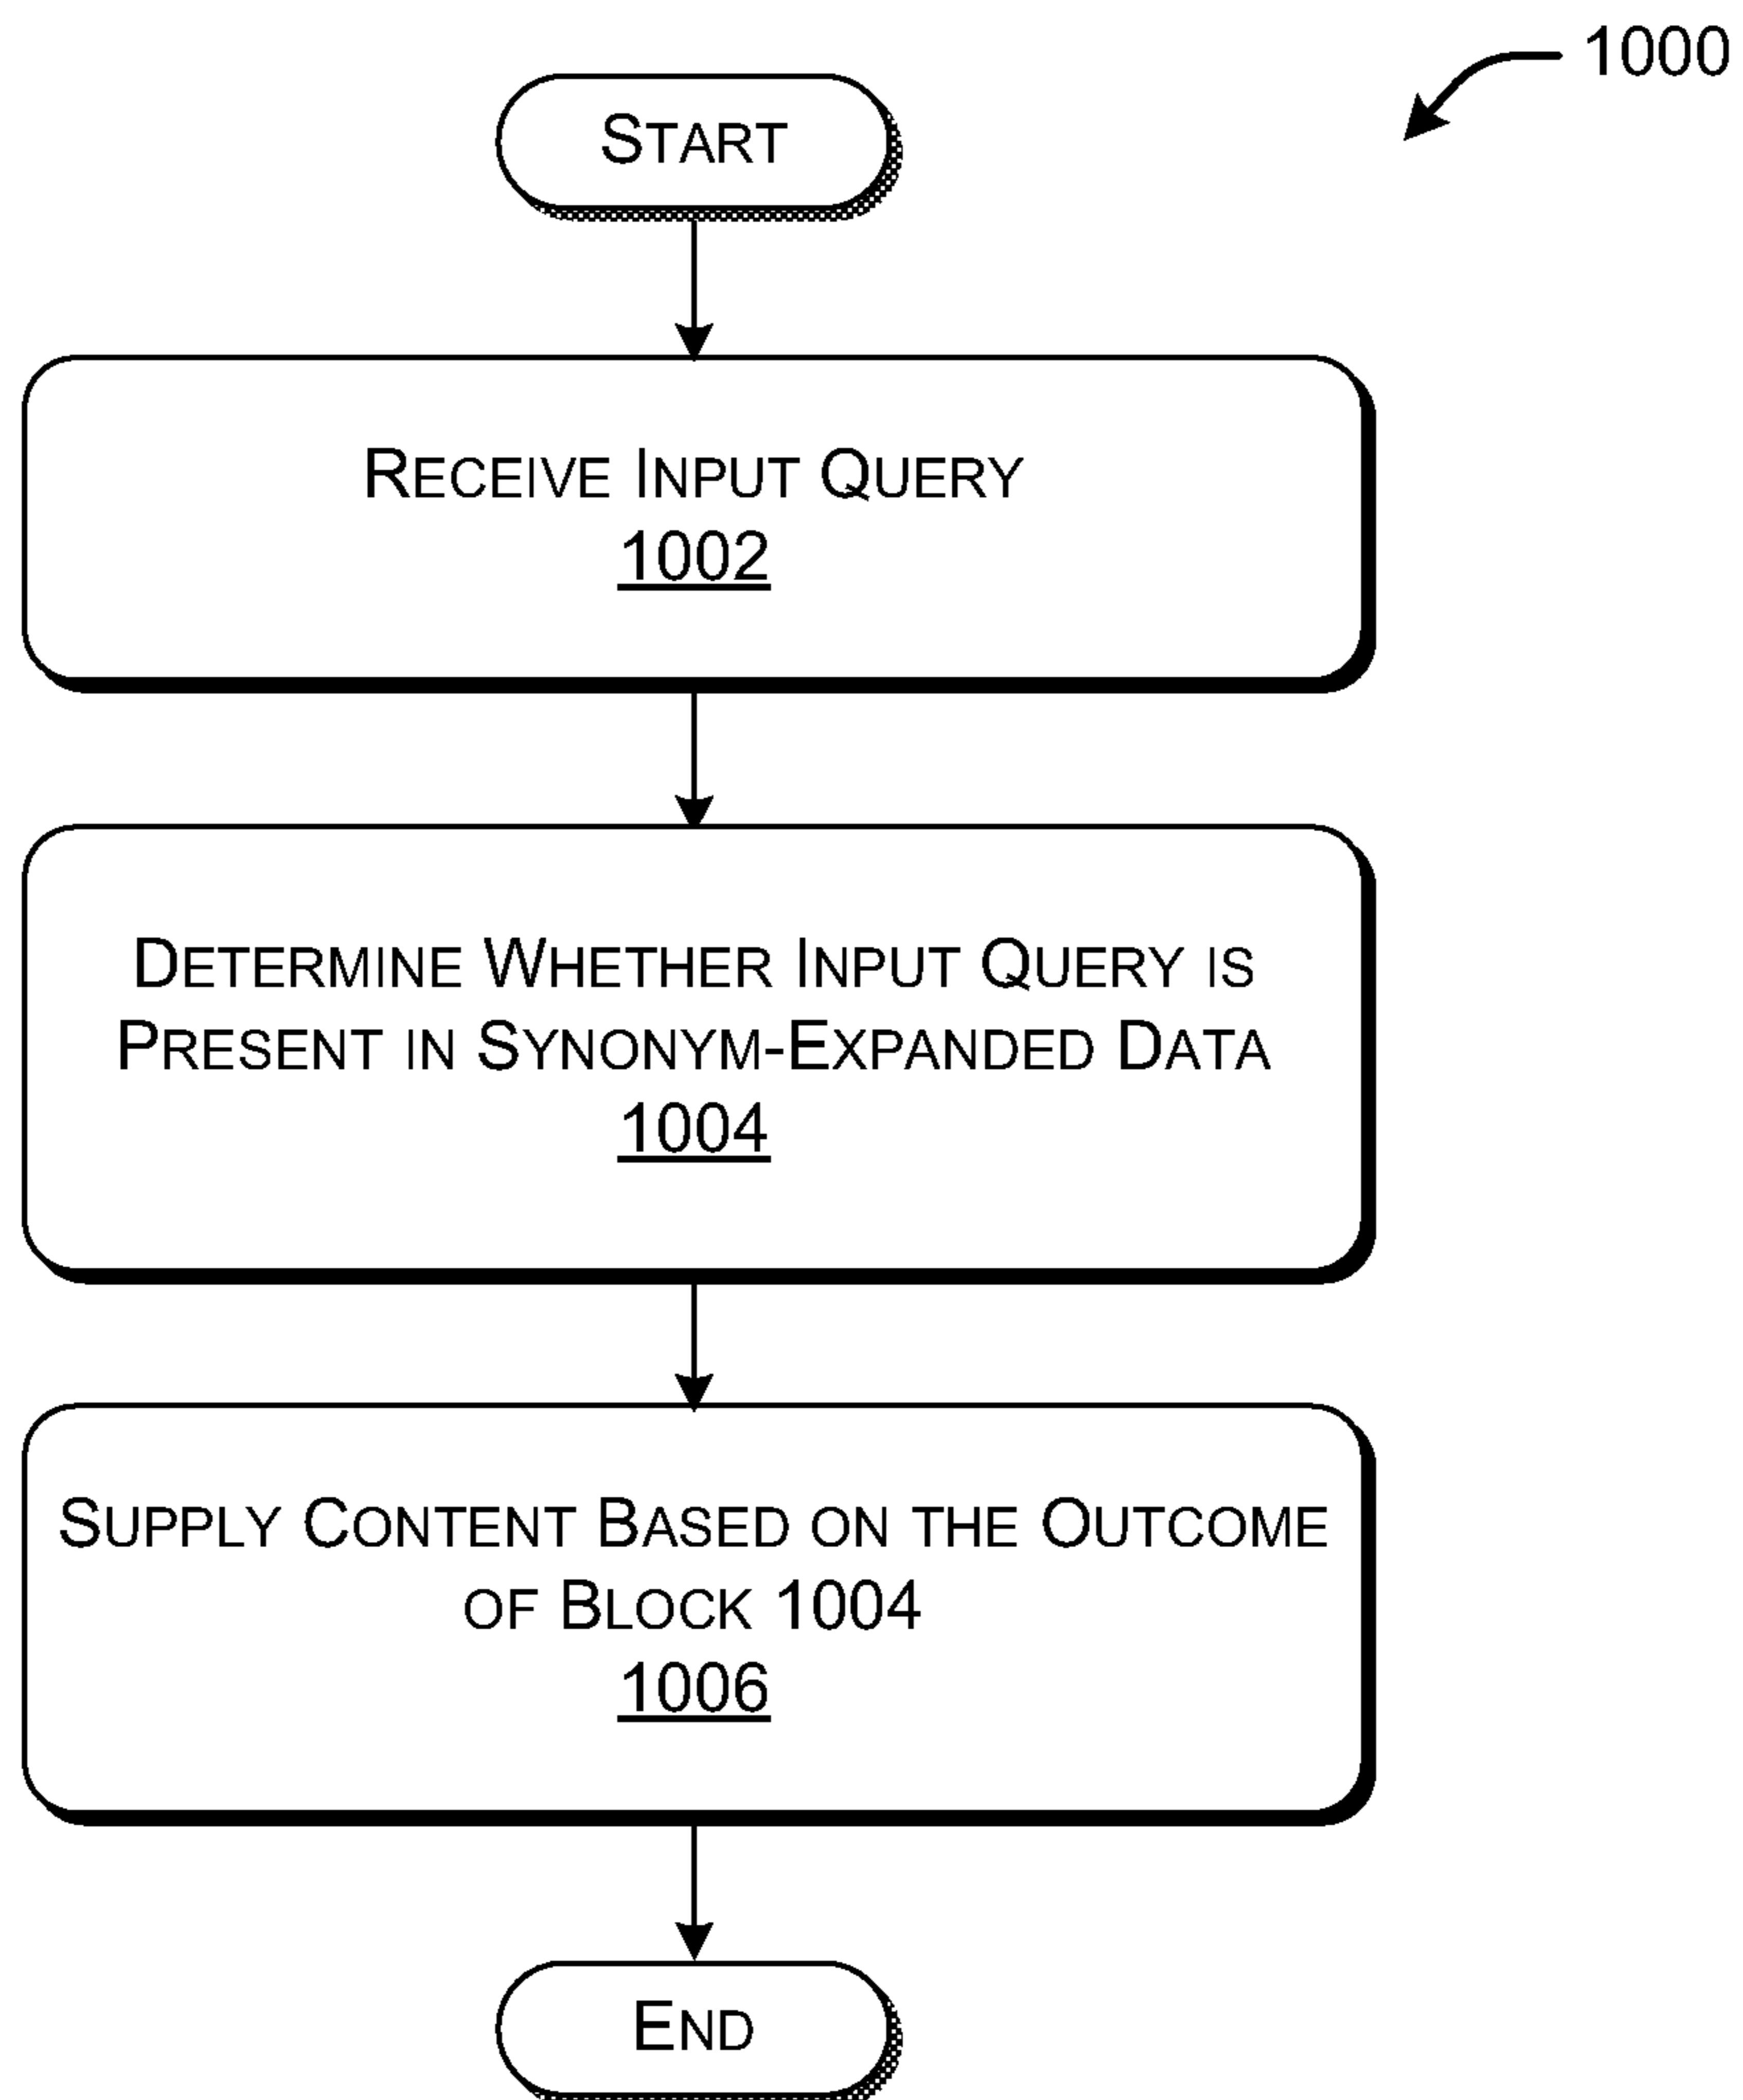 1000
START
RECEIVE INPUT QUERY
1002
DETERMINE WHETHER INPUT QUERY IS
PRESENT IN SYNONYM-EXPANDED DATA
1004
SUPPLY CONTENT BASED ON THE OUTCOME
OF BLOCK 1004
1006
END